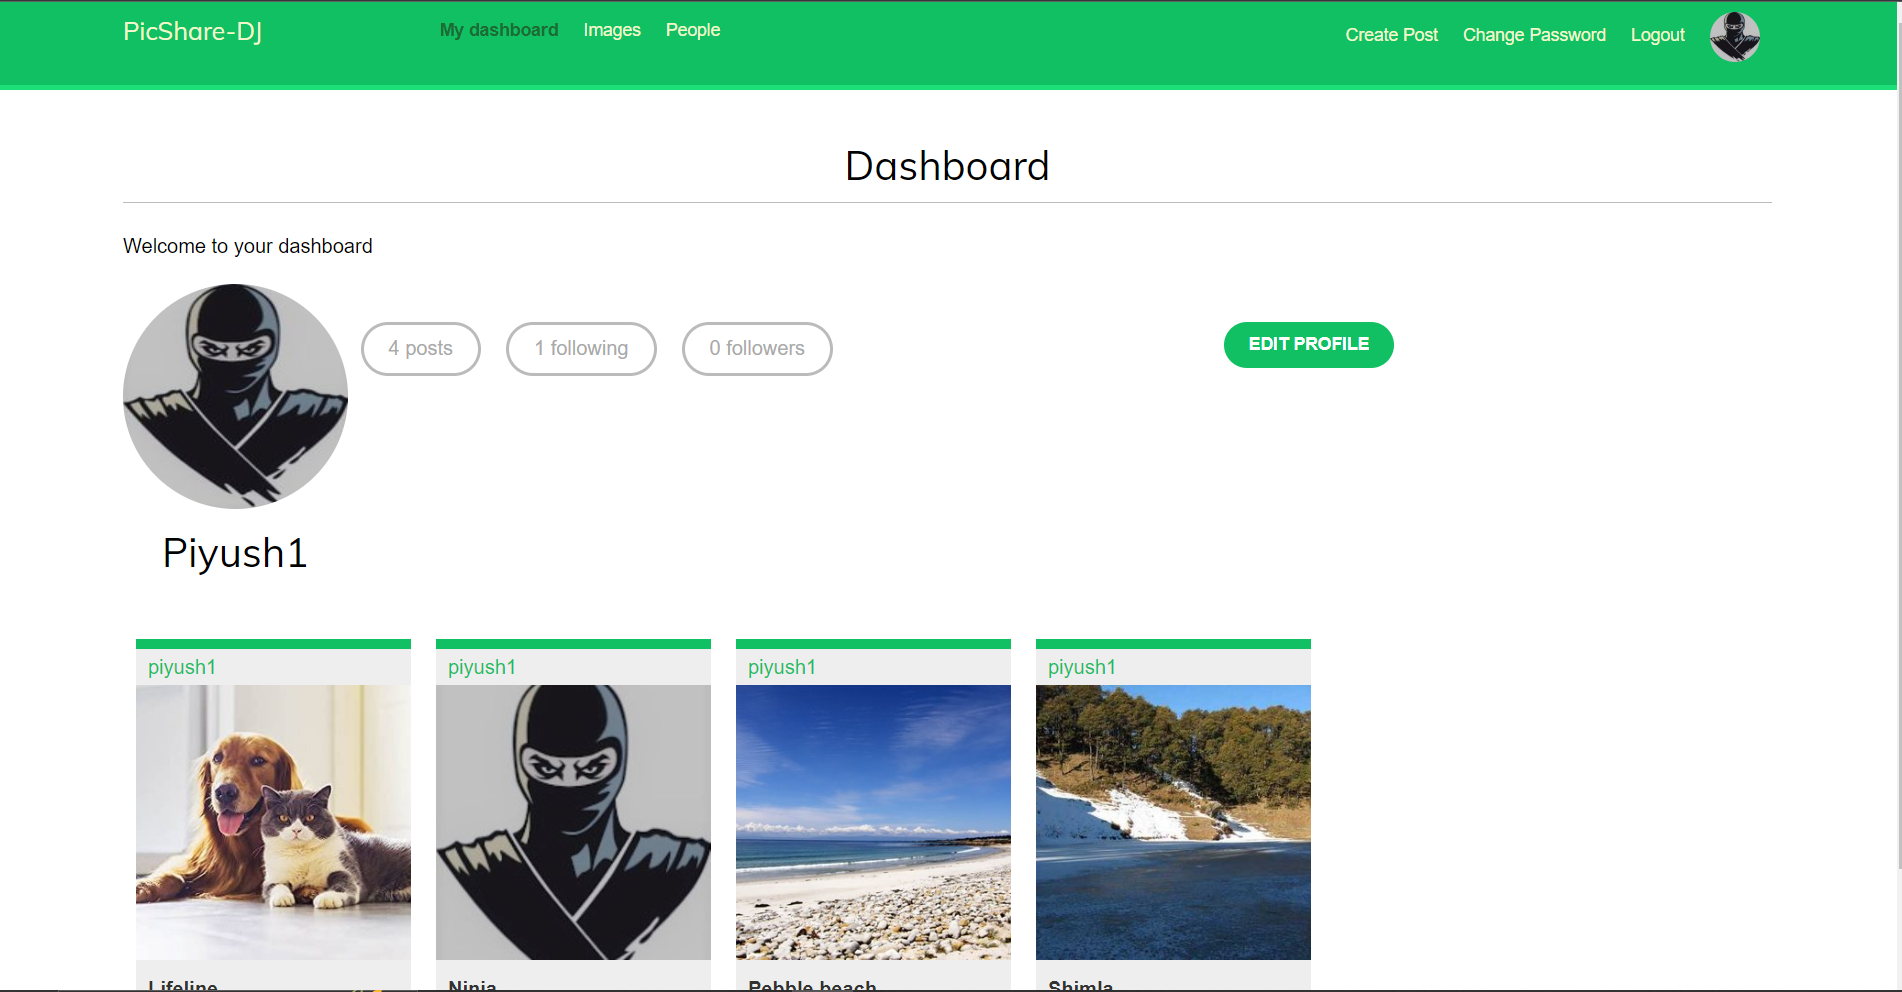 PicShare-DJ
My dashboard Images People
Create Post Change Password Logout
Dashboard
Welcome to your dashboard
4 posts 1 following 0 followers
EDIT PROFILE
Piyush1
piyush1 piyush1 piyush1 piyush1
Lifeline Ninja Pebble beach Shimla